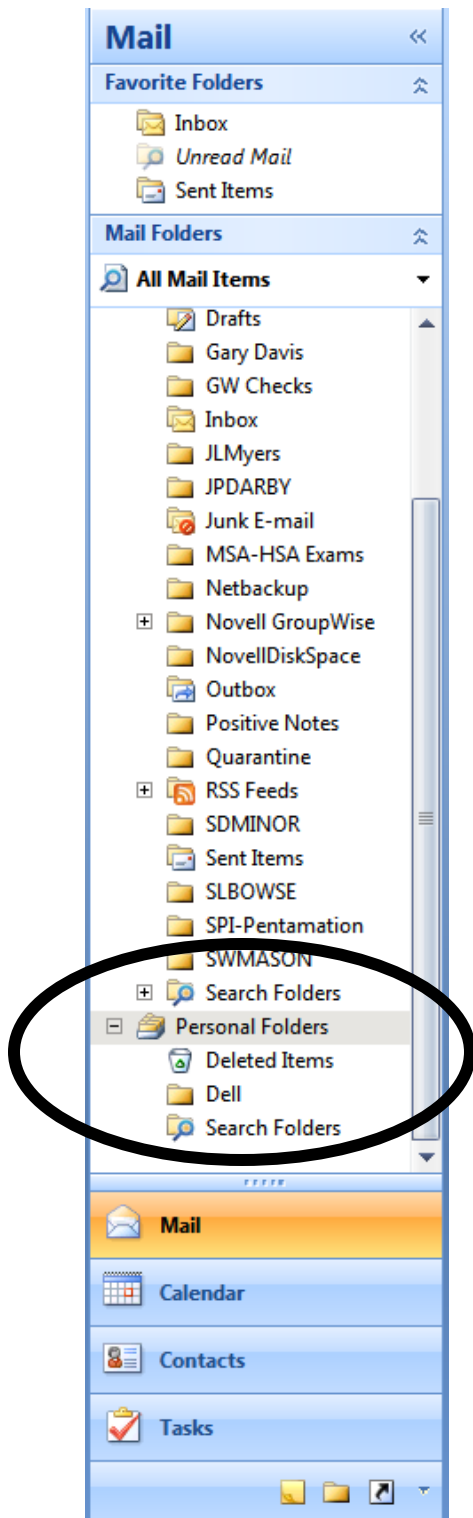 Mail
Favorite Folders
Inbox
Unread Mail
Sent Items
Mail Folders
All Mail Items
Drafts
Gary Davis
GW Checks
Inbox
JLMyers
JPDARBY
Junk E-mail
MSA-HSA Exams
Netbackup
Novell GroupWise
NovellDiskSpace
Outbox
Positive Notes
Quarantine
RSS Feeds
SDMINOR
Sent Items
SLBOWSE
SPI-Pentamation
SWMASON
Search Folders
Personal Folders
Deleted Items
Dell
Search Folders
Mail
Calendar
Contacts
Tasks